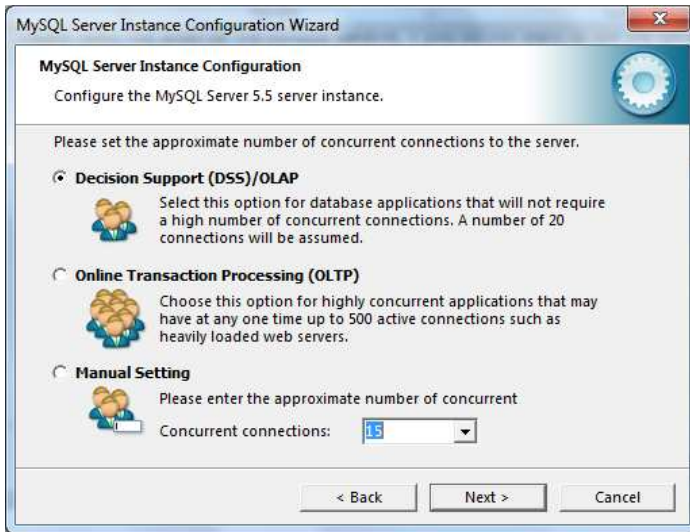 MySQL Server Instance Configuration Wizard
MySQL Server Instance Configuration
Configure the MySQL Server 5.5 server instance.
Please set the approximate number of concurrent connections to the server.
Decision Support (DSS)/OLAP
Select this option for database applications that will not require
a high number of concurrent connections. A number of 20
connections will be assumed.
Online Transaction Processing (OLTP)
Choose this option for highly concurrent applications that may
have at any one time up to 500 active connections such as
heavily loaded web servers.
Manual Setting
Please enter the approximate number of concurrent
Concurrent connections: 15
< Back Next > Cancel